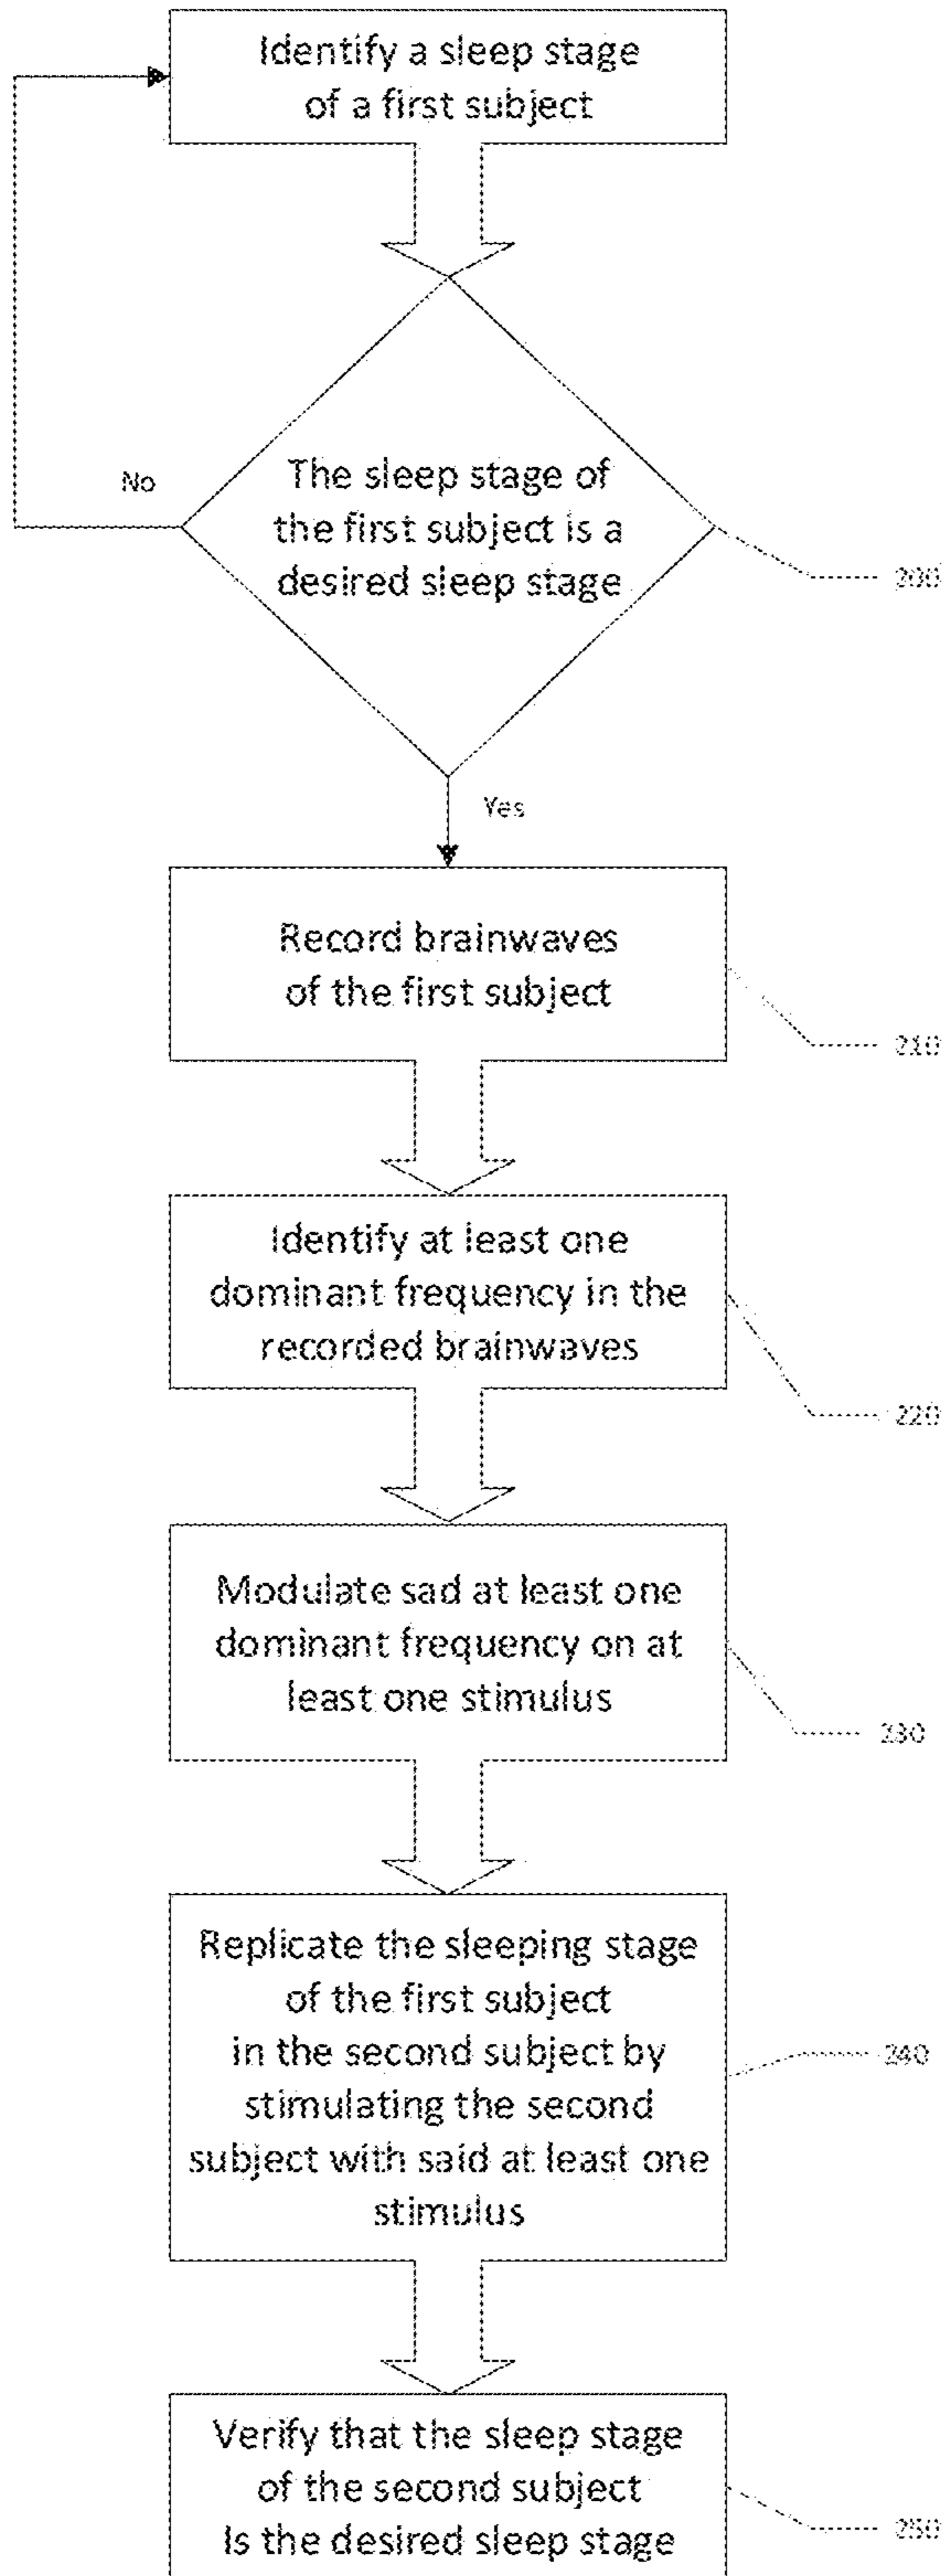 Identify a sleep stage
of a first subject
No
The sleep stage of
the first subject is a
desired sleep stage
200
Yes
Record brainwaves
of the first subject
210
Identify at least one
dominant frequency in the
recorded brainwaves
220
Modulate sad at least one
dominant frequency on at
least one stimulus
230
Replicate the sleeping stage
of the first subject
in the second subject by
stimulating the second
subject with said at least one
stimulus
240
Verify that the sleep stage
of the second subject
Is the desired sleep stage
250